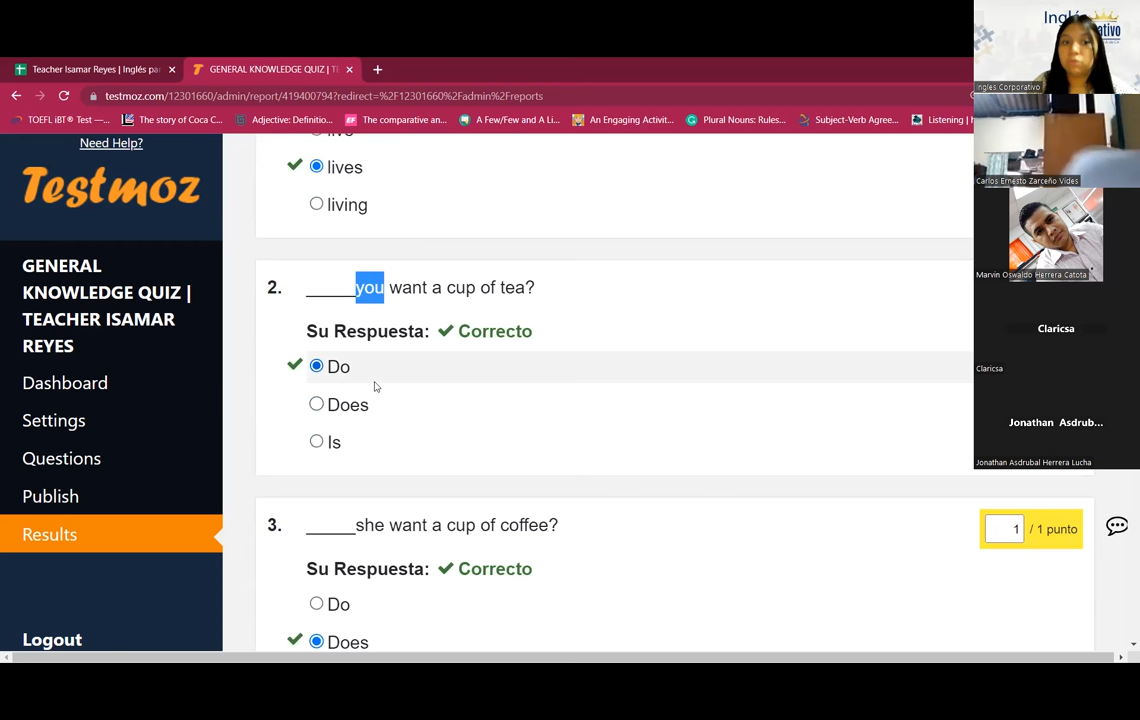 Teacher Isamar Reyes | Inglés pa
GENERAL KNOWLEDGE QUIZ | T
testmoz.com/12301660/admin/report/419400794?redirect=%2F12301660%2Fadmin%2Freports
TOEFL iBT® Test —...
The story of Coca C...
Adjective: Definitio...
The comparative an...
A Few/Few and A Li...
An Engaging Activit...
Plural Nouns: Rules...
Subject-Verb Agree...
Listening |
Need Help?
Testmoz
GENERAL
KNOWLEDGE QUIZ |
TEACHER ISAMAR
REYES
Dashboard
Settings
Questions
Publish
Results
Logout
live
lives
living
2. _____you want a cup of tea?
Su Respuesta: Correcto
Do
Does
Is
3. _____she want a cup of coffee?
1 / 1 punto
Su Respuesta: Correcto
Do
Does
Ingles Corporativo
Carlos Ernesto Zarceño Vides
Marvin Oswaldo Herrera Catota
Claricsa
Claricsa
Jonathan Asdrub...
Jonathan Asdrubal Herrera Lucha